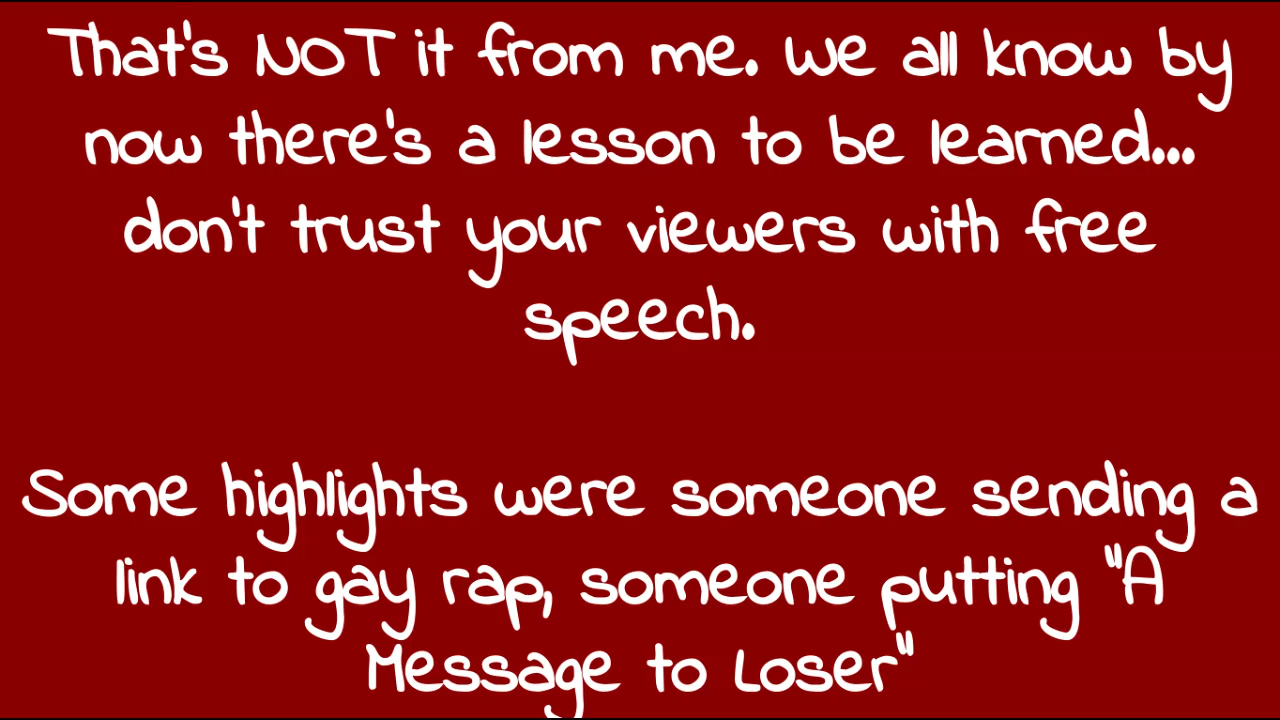 That's NOT it from me. We all know by
now there's a lesson to be learned...
don't trust your viewers with free
speech.
Some highlights were someone sending a
link to gay rap, someone putting "A
Message to Loser"